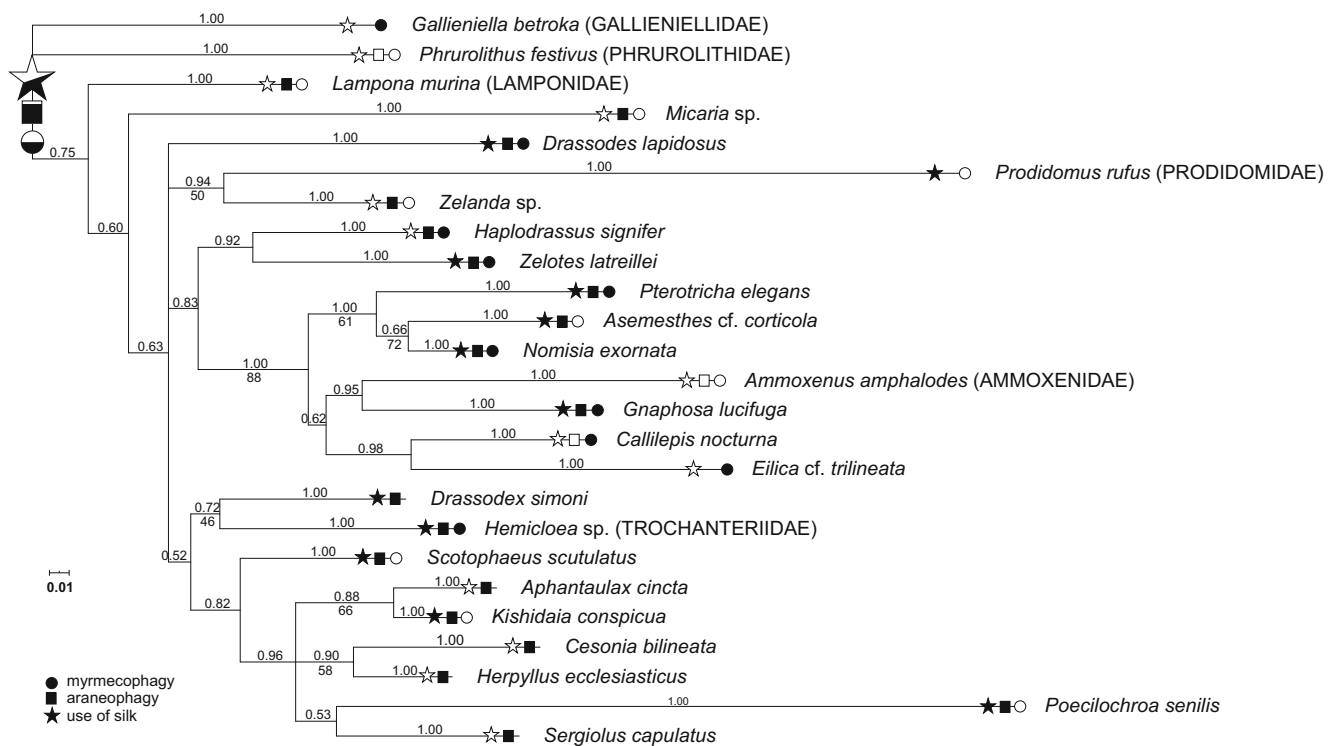 1.00 Gallieniella betroka (GALLIENIELLIDAE)
1.00 Phrurolithus festivus (PHRUROLITHIDAE)
1.00 Lampona murina (LAMPONIDAE)
1.00 Micaria sp.
1.00 Drassodes lapidosus
0.75
1.00 Prodidomus rufus (PRODIDOMIDAE)
0.94
50
1.00 Zelanda sp.
0.60
1.00 Haplodrassus signifer
0.92
1.00 Zelotes latreillei
1.00 Pterotricha elegans
0.83
1.00
61
1.00 Asemesthes cf. corticola
0.66
72
1.00 Nomisia exornata
0.63
1.00
88
1.00 Ammoxenus amphalodes (AMMOXENIDAE)
0.95
1.00 Gnaphosa lucifuga
0.62
1.00 Callilepis nocturna
0.98
1.00 Eilica cf. trilineata
1.00 Drassodex simoni
0.72
46
1.00 Hemicloea sp. (TROCHANTERIIDAE)
0.52
1.00 Scotophaeus scutulatus
0.01
1.00 Aphantaulax cincta
0.88
66
0.82
1.00 Kishidaia conspicua
1.00 Cesonia bilineata
0.96
0.90
58
1.00 Herpyllus ecclesiasticus
myrmecophagy
araneophagy
use of silk
1.00 Poecilochroa senilis
0.53
1.00 Sergiolus capulatus